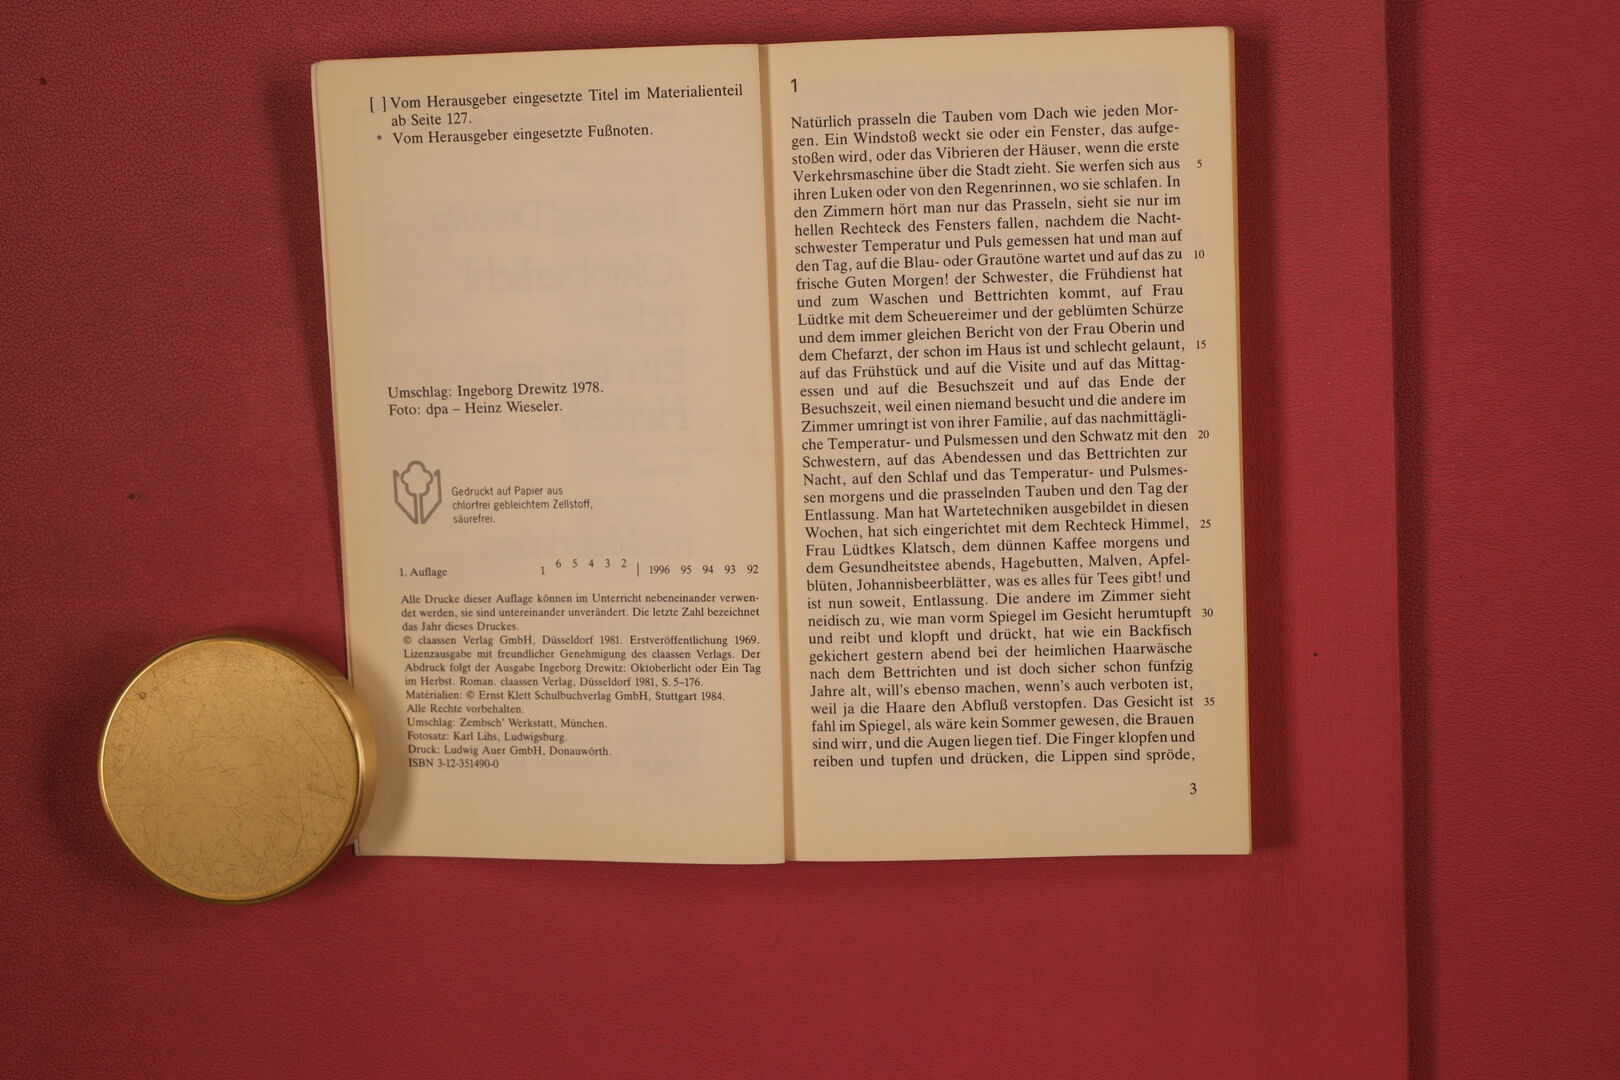 [ ] Vom Herausgeber eingesetzte Titel im Materialienteil
ab Seite 127.
* Vom Herausgeber eingesetzte Fußnoten.
Umschlag: Ingeborg Drewitz 1978.
Foto: dpa – Heinz Wieseler.
Gedruckt auf Papier aus
chlorfrei gebleichtem Zellstoff,
säurefrei.
1. Auflage 1 6 5 4 3 2 | 1996 95 94 93 92
Alle Drucke dieser Auflage können im Unterricht nebeneinander verwen-
det werden, sie sind untereinander unverändert. Die letzte Zahl bezeichnet
das Jahr dieses Druckes.
© claassen Verlag GmbH, Düsseldorf 1981. Erstveröffentlichung 1969.
Lizenzausgabe mit freundlicher Genehmigung des claassen Verlags. Der
Abdruck folgt der Ausgabe Ingeborg Drewitz: Oktoberlicht oder Ein Tag
im Herbst. Roman. claassen Verlag, Düsseldorf 1981, S. 5–176.
Materialien: © Ernst Klett Schulbuchverlag GmbH, Stuttgart 1984.
Alle Rechte vorbehalten.
Umschlag: Zembsch' Werkstatt, München.
Fotosatz: Karl Lihs, Ludwigsburg.
Druck: Ludwig Auer GmbH, Donauwörth.
ISBN 3-12-351490-0
1
Natürlich prasseln die Tauben vom Dach wie jeden Mor-
gen. Ein Windstoß weckt sie oder ein Fenster, das aufge-
stoßen wird, oder das Vibrieren der Häuser, wenn die erste
Verkehrsmaschine über die Stadt zieht. Sie werfen sich aus 5
ihren Luken oder von den Regenrinnen, wo sie schlafen. In
den Zimmern hört man nur das Prasseln, sieht sie nur im
hellen Rechteck des Fensters fallen, nachdem die Nacht-
schwester Temperatur und Puls gemessen hat und man auf
den Tag, auf die Blau- oder Grautöne wartet und auf das zu 10
frische Guten Morgen! der Schwester, die Frühdienst hat
und zum Waschen und Bettrichten kommt, auf Frau
Lüdtke mit dem Scheuereimer und der geblümten Schürze
und dem immer gleichen Bericht von der Frau Oberin und
dem Chefarzt, der schon im Haus ist und schlecht gelaunt, 15
auf das Frühstück und auf die Visite und auf das Mittag-
essen und auf die Besuchszeit und auf das Ende der
Besuchszeit, weil einen niemand besucht und die andere im
Zimmer umringt ist von ihrer Familie, auf das nachmittägli-
che Temperatur- und Pulsmessen und den Schwatz mit den 20
Schwestern, auf das Abendessen und das Bettrichten zur
Nacht, auf den Schlaf und das Temperatur- und Pulsmes-
sen morgens und die prasselnden Tauben und den Tag der
Entlassung. Man hat Wartetechniken ausgebildet in diesen
Wochen, hat sich eingerichtet mit dem Rechteck Himmel, 25
Frau Lüdtkes Klatsch, dem dünnen Kaffee morgens und
dem Gesundheitstee abends, Hagebutten, Malven, Apfel-
blüten, Johannisbeerblätter, was es alles für Tees gibt! und
ist nun soweit, Entlassung. Die andere im Zimmer sieht
neidisch zu, wie man vorm Spiegel im Gesicht herumtupft 30
und reibt und klopft und drückt, hat wie ein Backfisch
gekichert gestern abend bei der heimlichen Haarwäsche
nach dem Bettrichten und ist doch sicher schon fünfzig
Jahre alt, will's ebenso machen, wenn's auch verboten ist,
weil ja die Haare den Abfluß verstopfen. Das Gesicht ist 35
fahl im Spiegel, als wäre kein Sommer gewesen, die Brauen
sind wirr, und die Augen liegen tief. Die Finger klopfen und
reiben und tupfen und drücken, die Lippen sind spröde,
3